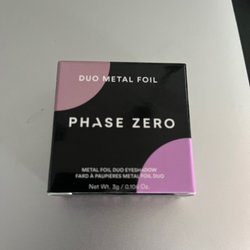 DUO METAL FOIL
PHASE ZERO
METAL FOIL DUO EYESHADOW
FARD À PAUPIÈRES METAL FOIL DUO
Net Wt. 3g / 0.106 Oz.